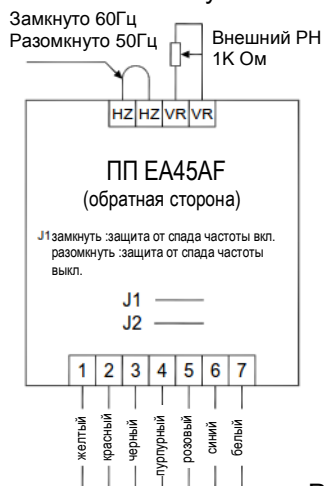 Замкнуто 60Гц
Разомкнуто 50Гц
Внешний РН
1К Ом
HZ HZ VR VR
ПП EA45AF
(обратная сторона)
J1 замкнуть :защита от спада частоты вкл.
разомкнуть :защита от спада частоты
выкл.
J1
J2
1 2 3 4 5 6 7
желтый
красный
черный
пурпурный
розовый
синий
белый